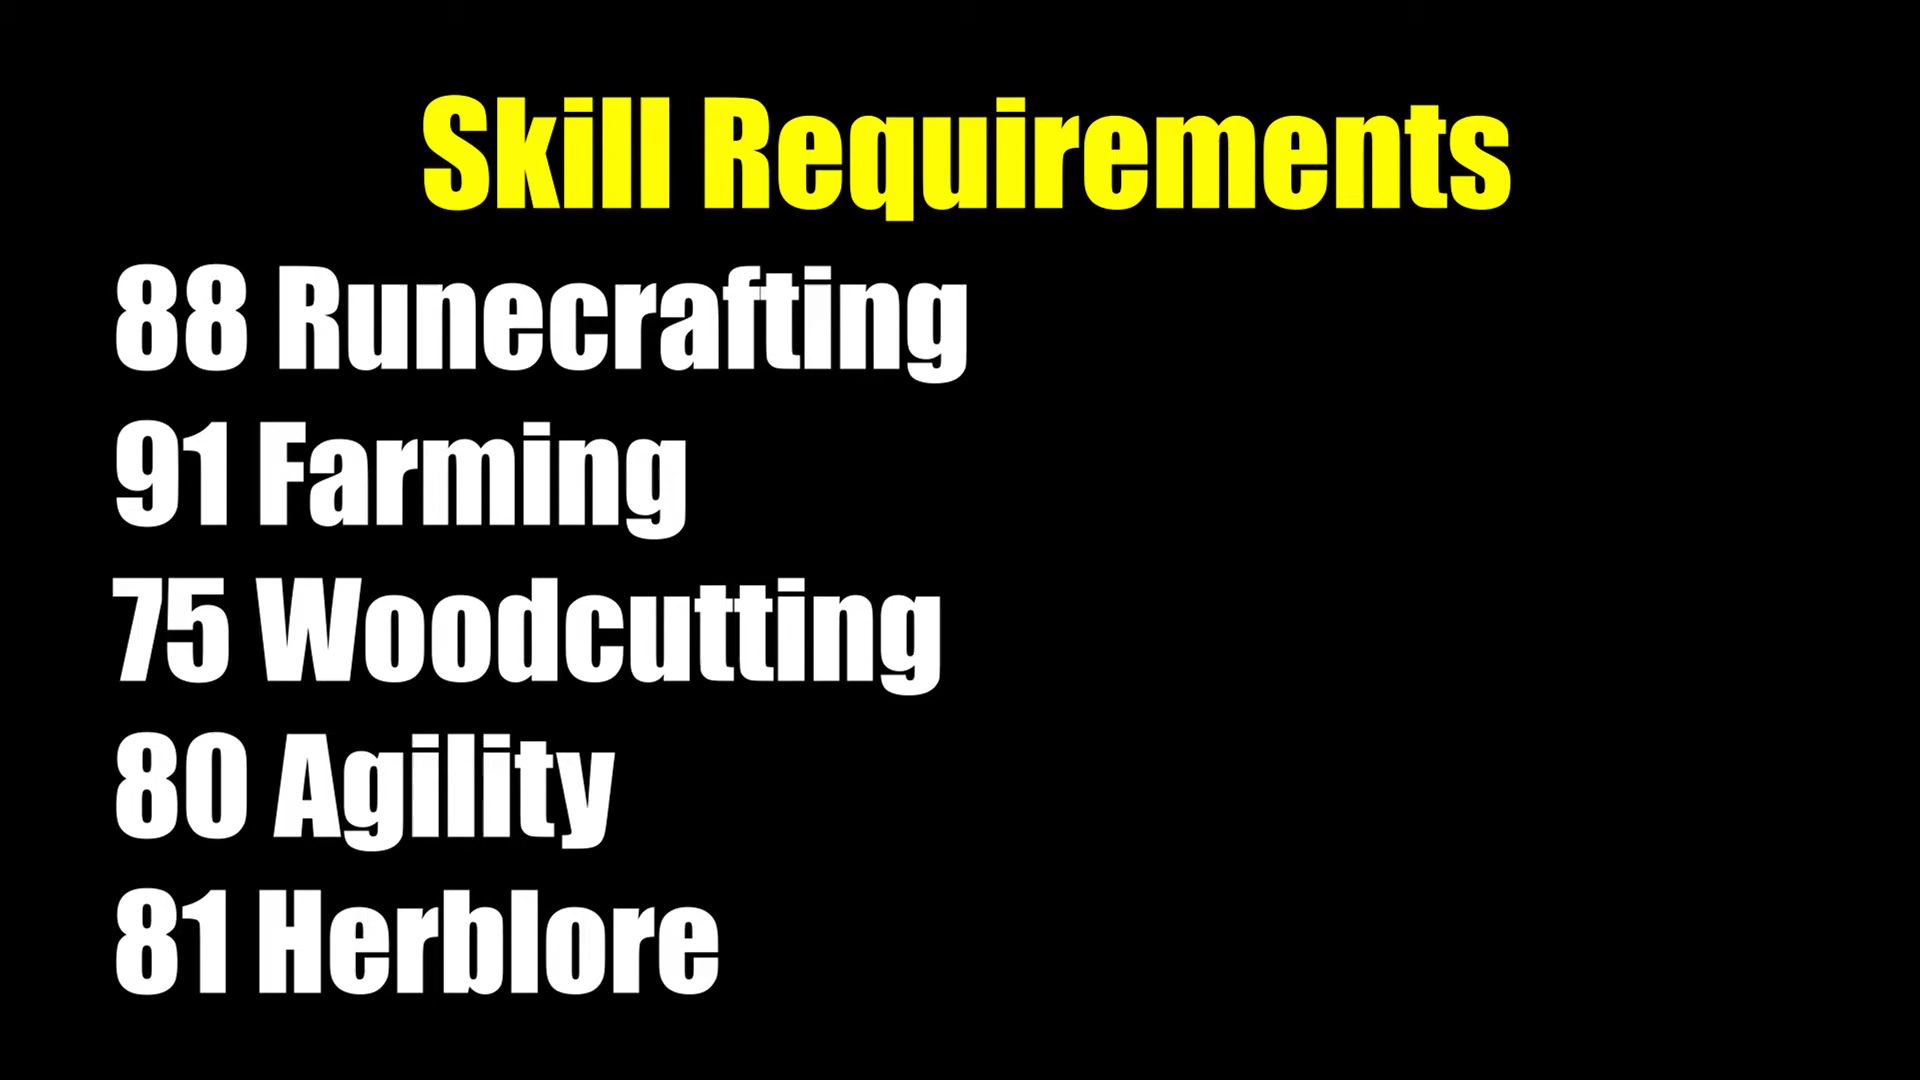 Skill Requirements
88 Runecrafting
91 Farming
75 Woodcutting
80 Agility
81 Herblore